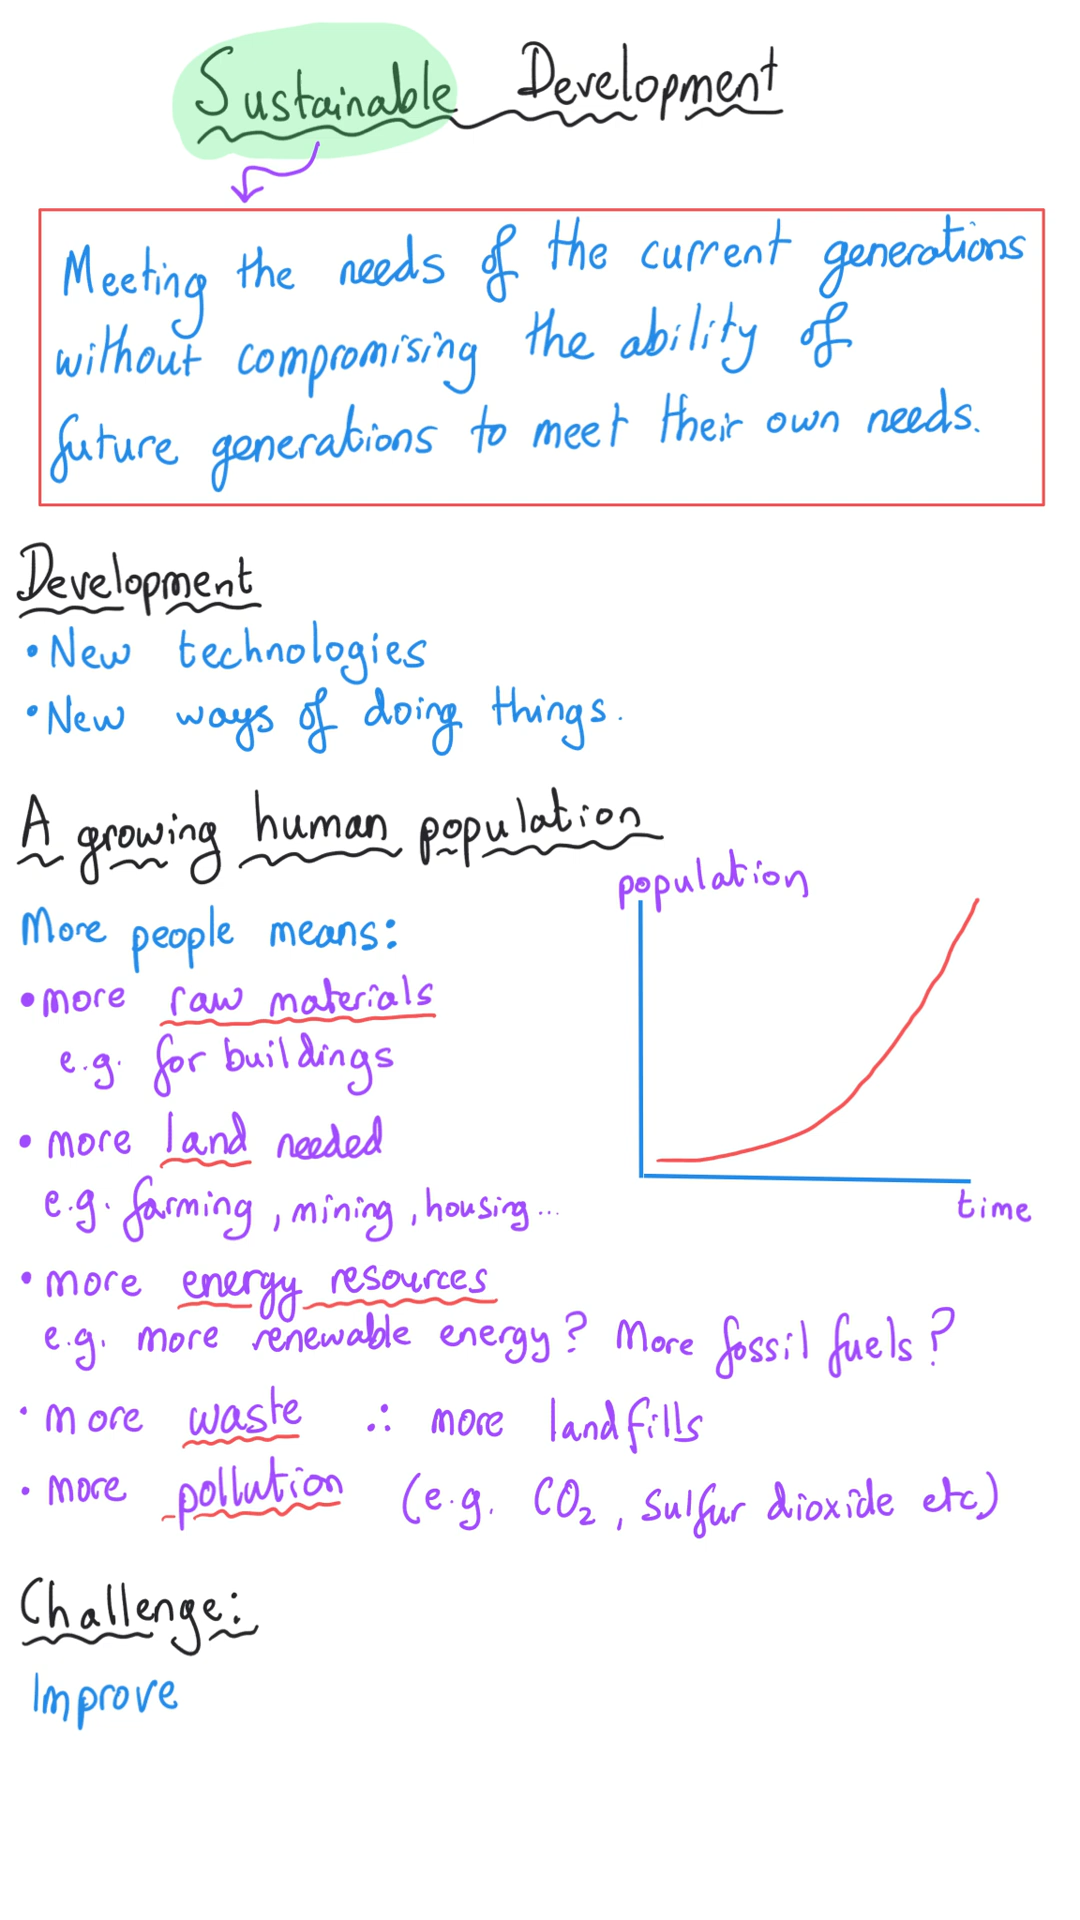 Sustainable Development
Meeting the needs of the current generations
without compromising the ability of
future generations to meet their own needs.
Development
• New technologies
• New ways of doing things.
A growing human population
population
More people means:
• more raw materials
e.g. for buildings
• more land needed
e.g. farming, mining, housing...
time
• more energy resources
e.g. more renewable energy? More fossil fuels?
• more waste ∴ more landfills
• more pollution (e.g. CO₂, sulfur dioxide etc)
Challenge:
Improve